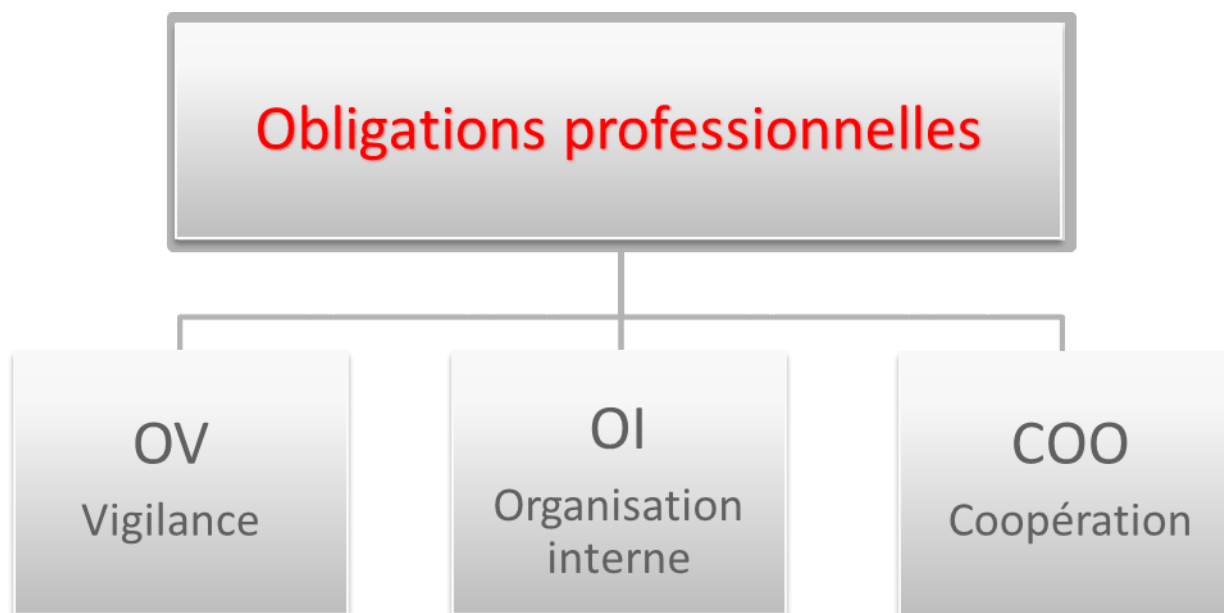 Obligations professionnelles
OV
Vigilance
OI
Organisation
interne
COO
Coopération